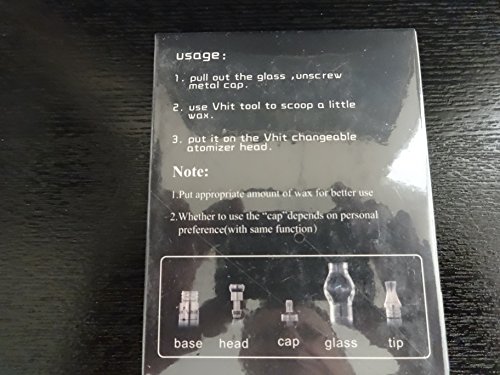 usage:
1. pull out the glass ,unscrew
metal cap.
2. use Vhit tool to scoop a little
wax.
3. put it on the Vhit changeable
atomizer head.
Note:
1.Put appropriate amount of wax for better use
2.Whether to use the "cap"depends on personal
preference(with same function)
base head cap glass tip